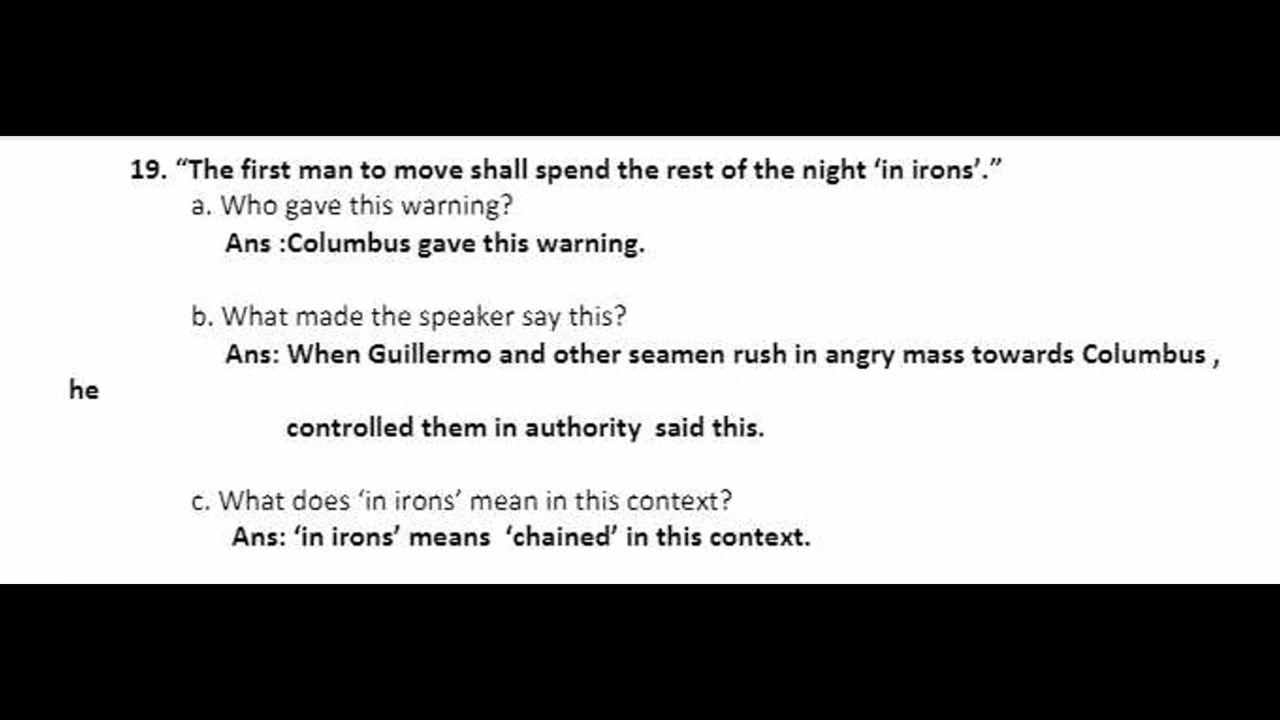 19. “The first man to move shall spend the rest of the night ‘in irons’.”
a. Who gave this warning?
Ans :Columbus gave this warning.
b. What made the speaker say this?
Ans: When Guillermo and other seamen rush in angry mass towards Columbus ,
he
controlled them in authority  said this.
c. What does ‘in irons’ mean in this context?
Ans: ‘in irons’ means  ‘chained’ in this context.